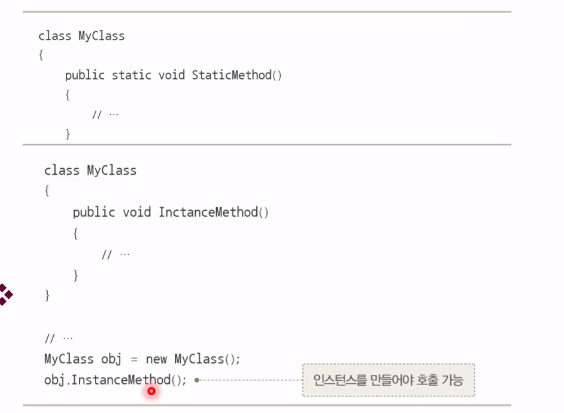 class MyClass
{
public static void StaticMethod()
{
// …
}
class MyClass
{
public void InctanceMethod()
{
// …
}
}
// …
MyClass obj = new MyClass();
obj.InstanceMethod();
인스턴스를 만들어야 호출 가능